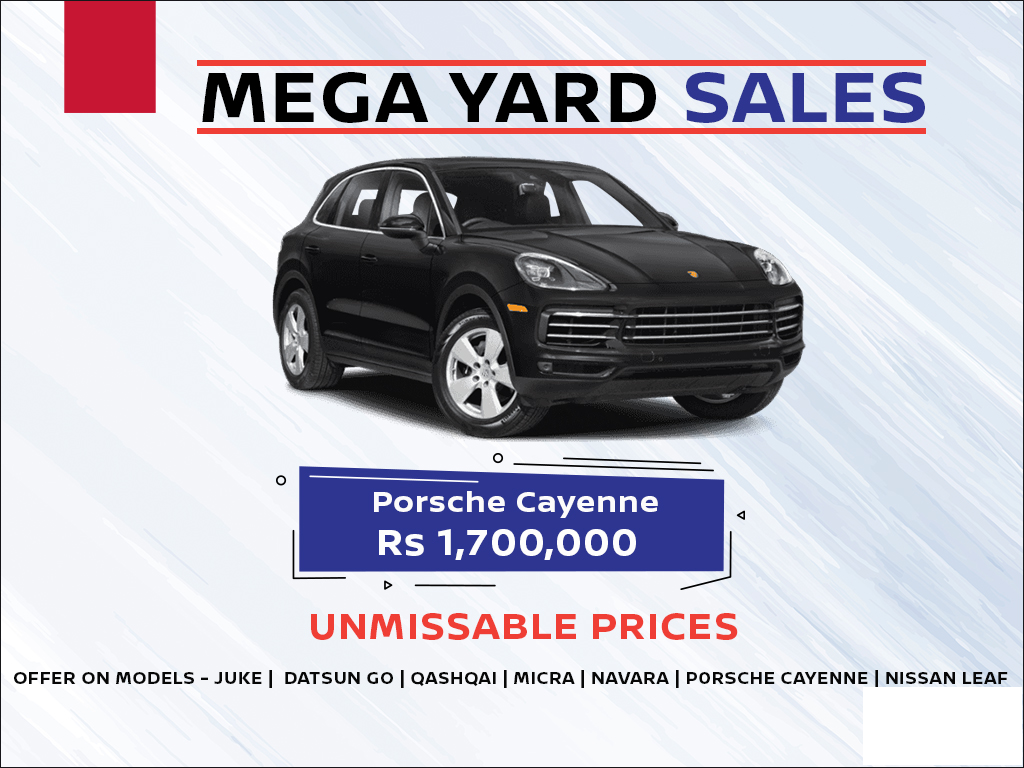 MEGA YARD SALES
Porsche Cayenne
Rs 1,700,000
UNMISSABLE PRICES
OFFER ON MODELS - JUKE | DATSUN GO | QASHQAI | MICRA | NAVARA | PORSCHE CAYENNE | NISSAN LEAF